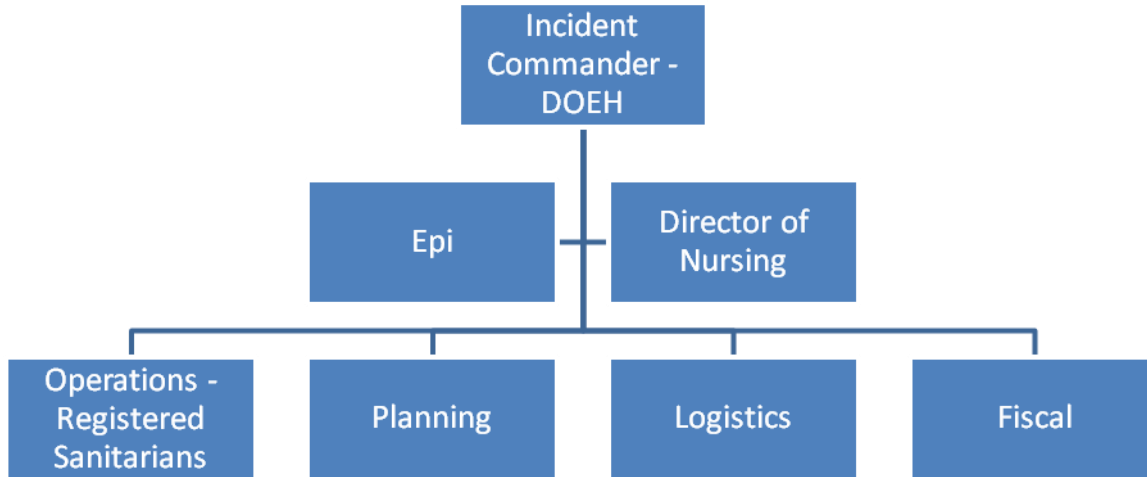 Incident
Commander -
DOEH
Epi
Director of
Nursing
Operations -
Registered
Sanitarians
Planning
Logistics
Fiscal